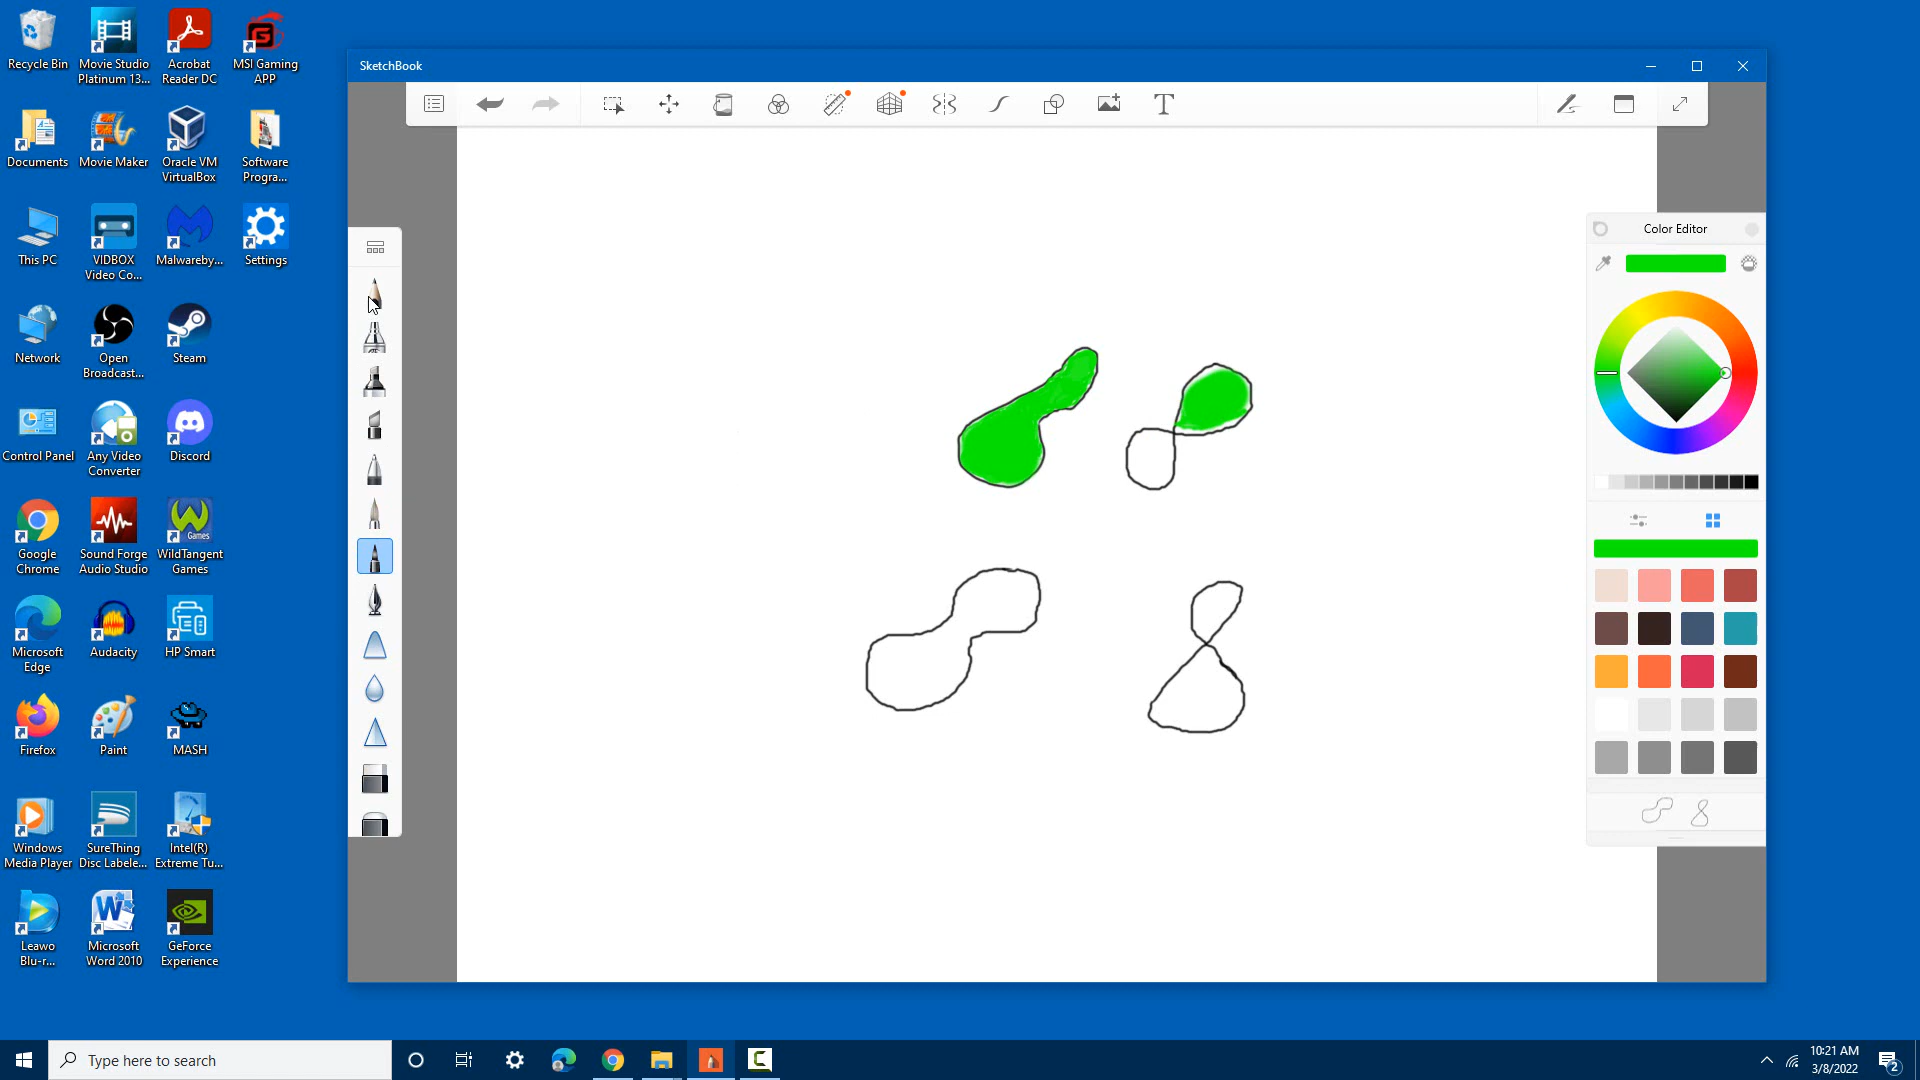 Recycle Bin
Movie Studio
Platinum 13...
Acrobat
Reader DC
MSI Gaming
APP
Documents
Movie Maker
Oracle VM
VirtualBox
Software
Progra...
This PC
VIDBOX
Video Co...
Malwareby...
Settings
Network
Open
Broadcast...
Steam
Control Panel
Any Video
Converter
Discord
Google
Chrome
Sound Forge
Audio Studio
WildTangent
Games
Microsoft
Edge
Audacity
HP Smart
Firefox
Paint
MASH
Windows
Media Player
SureThing
Disc Labele...
Intel(R)
Extreme Tu...
Leawo
Blu-r...
Microsoft
Word 2010
GeForce
Experience
SketchBook
T
Color Editor
Type here to search
10:21 AM
3/8/2022
2